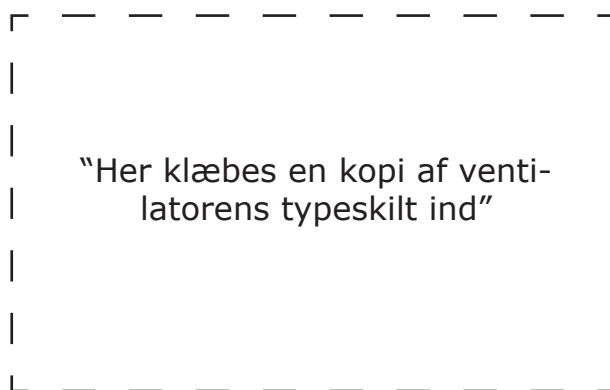 “Her klæbes en kopi af venti-
latorens typeskilt ind”